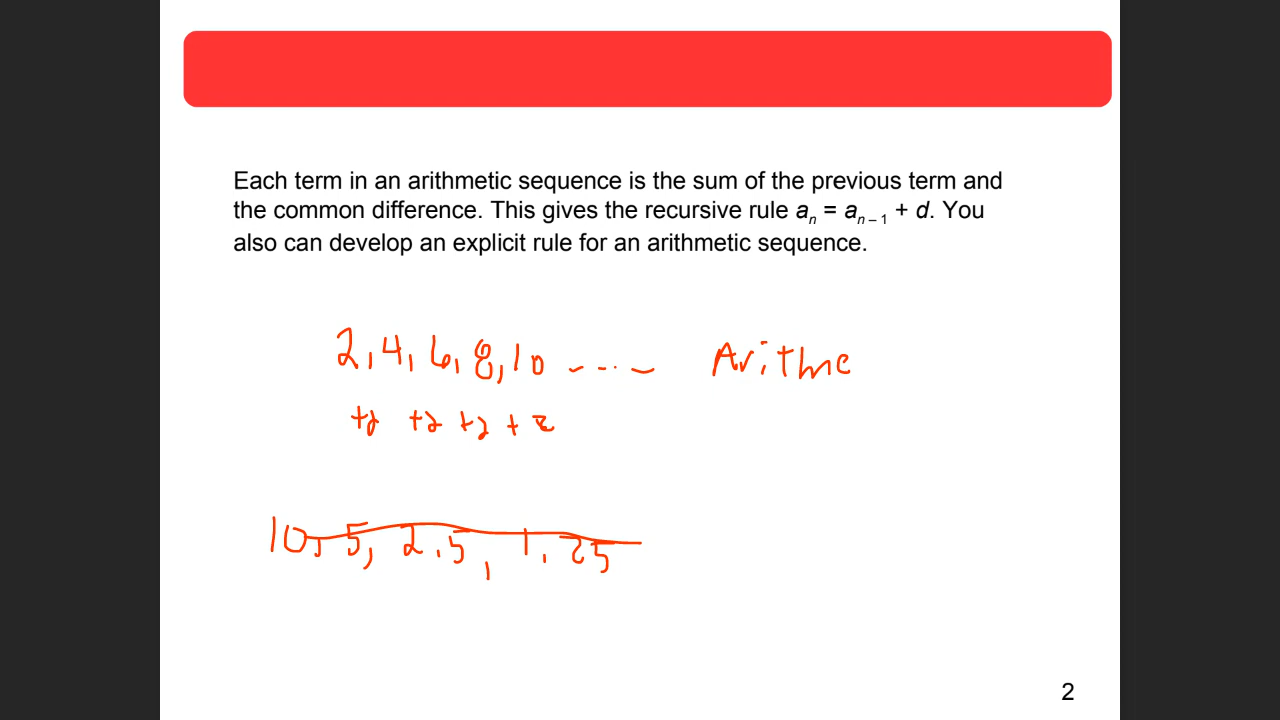 Each term in an arithmetic sequence is the sum of the previous term and
the common difference. This gives the recursive rule aₙ = aₙ₋₁ + d. You
also can develop an explicit rule for an arithmetic sequence.
2, 4, 6, 8, 10 ---- Arithme
+2 +2 +2 + 2
10, 5, 2.5, 1.25
2